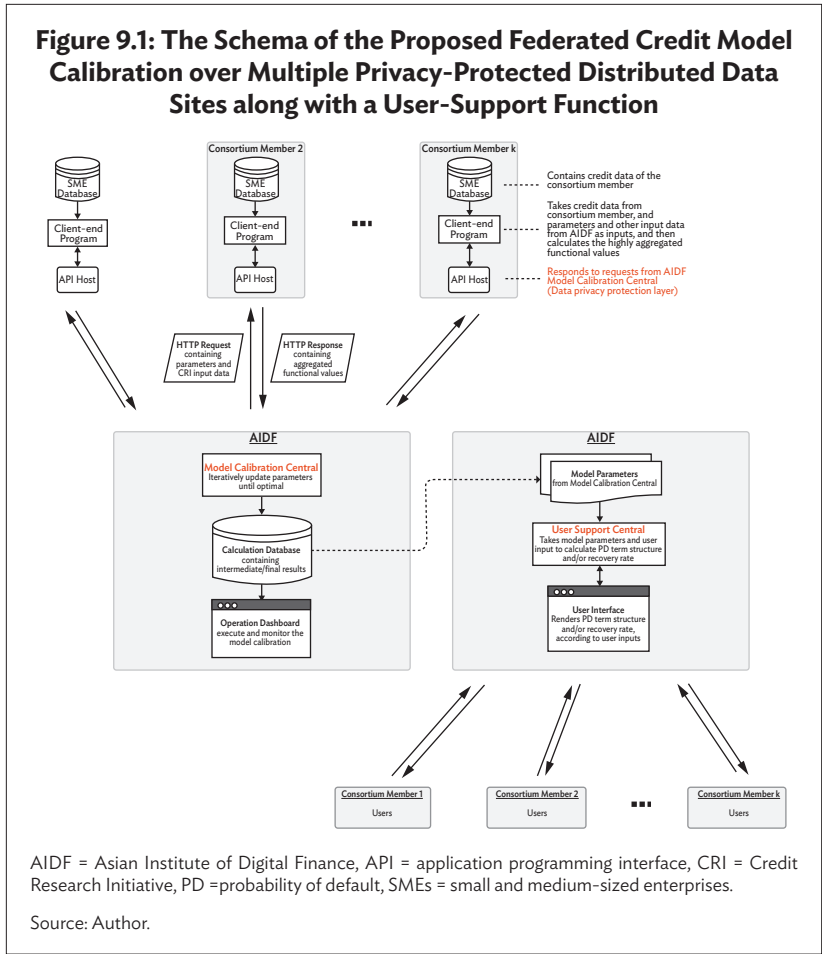 Figure 9.1: The Schema of the Proposed Federated Credit Model
Calibration over Multiple Privacy-Protected Distributed Data
Sites along with a User-Support Function
SME
Database
Client-end
Program
API Host
Consortium Member 2
SME
Database
Client-end
Program
API Host
Consortium Member k
SME
Database
Client-end
Program
API Host
Contains credit data of the
consortium member
Takes credit data from
consortium member, and
parameters and other input data
from AIDF as inputs, and then
calculates the highly aggregated
functional values
Responds to requests from AIDF
Model Calibration Central
(Data privacy protection layer)
HTTP Request
containing
parameters and
CRI input data
HTTP Response
containing
aggregated
functional values
AIDF
Model Calibration Central
Iteratively update parameters
until optimal
Calculation Database
containing
intermediate/final results
Operation Dashboard
execute and monitor the
model calibration
AIDF
Model Parameters
from Model Calibration Central
User Support Central
Takes model parameters and user
input to calculate PD term structure
and/or recovery rate
User Interface
Renders PD term structure
and/or recovery rate,
according to user inputs
Consortium Member 1
Users
Consortium Member 2
Users
Consortium Member k
Users
AIDF = Asian Institute of Digital Finance, API = application programming interface, CRI = Credit
Research Initiative, PD =probability of default, SMEs = small and medium-sized enterprises.
Source: Author.